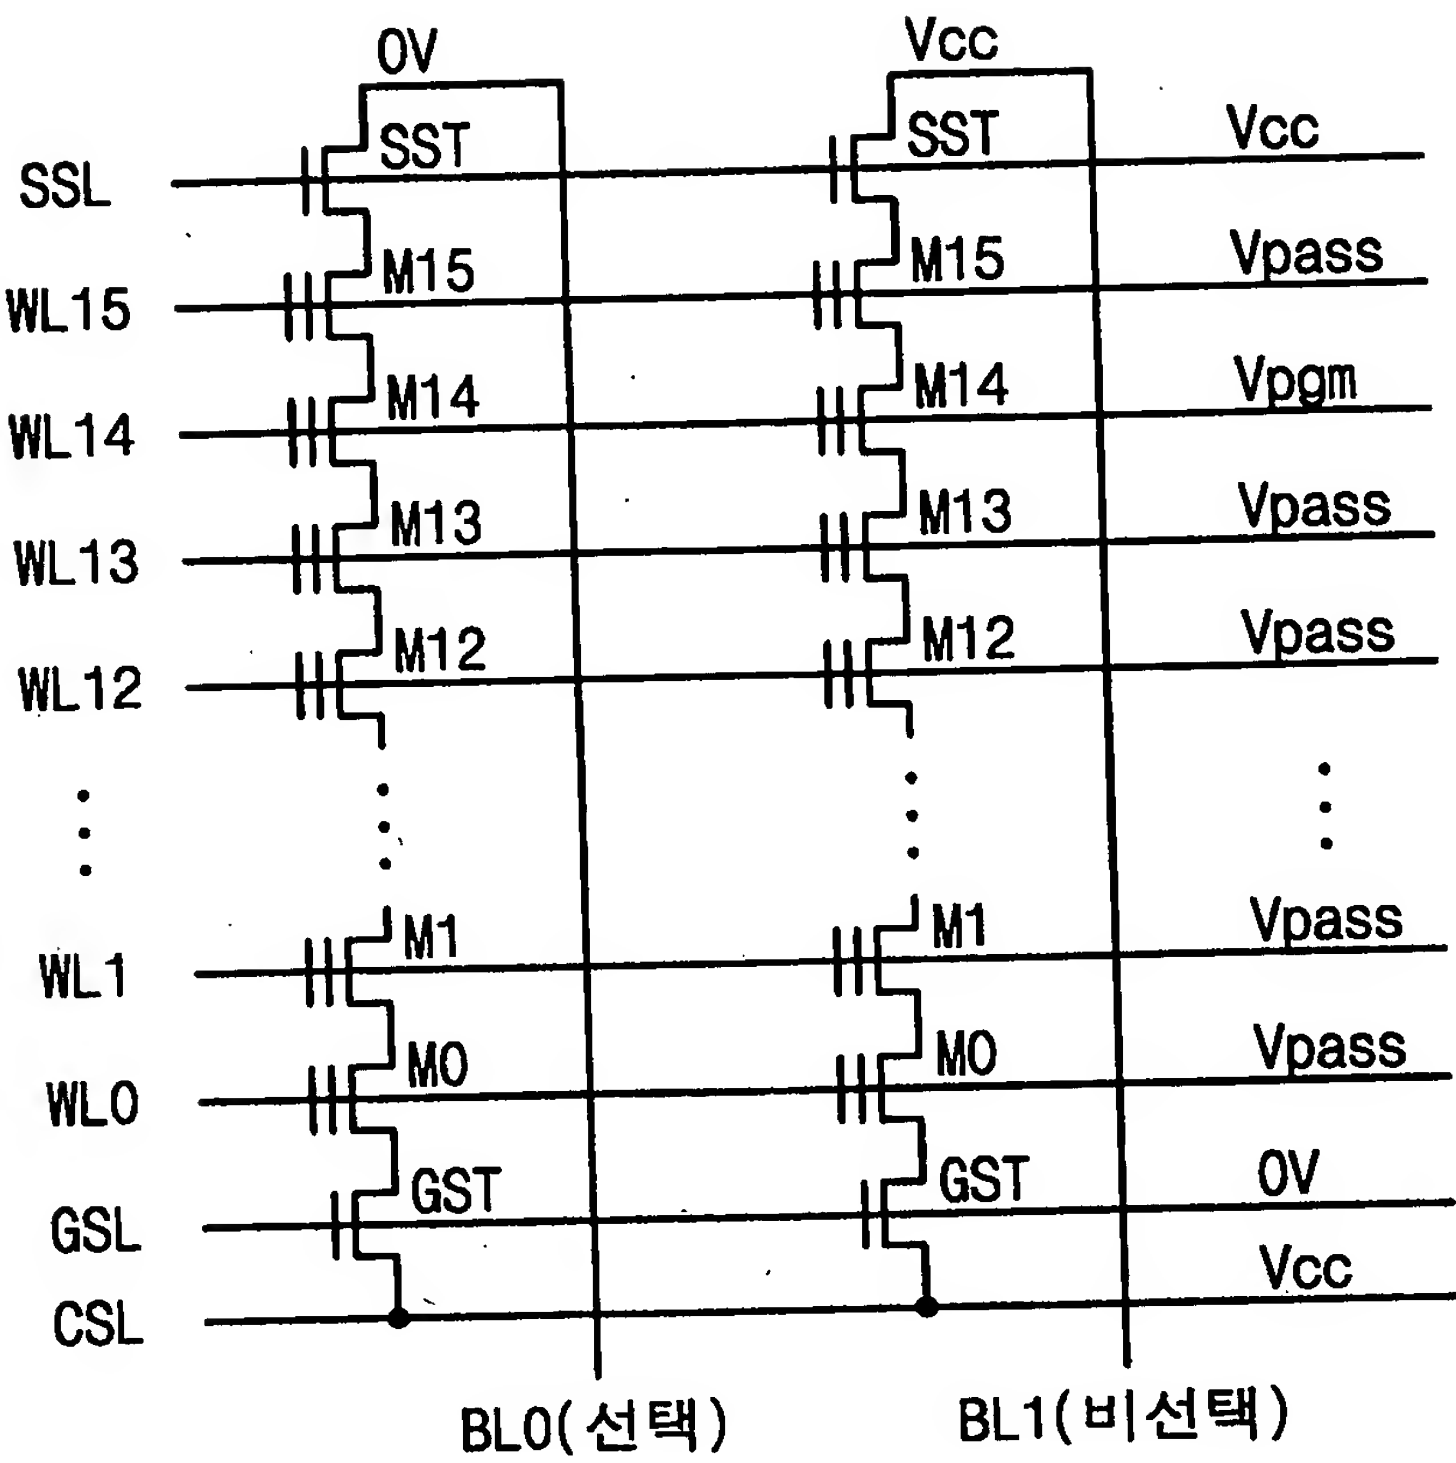 0V Vcc
SSL SST SST Vcc
WL15 M15 M15 Vpass
WL14 M14 M14 Vpgm
WL13 M13 M13 Vpass
WL12 M12 M12 Vpass
WL1 M1 M1 Vpass
WL0 M0 M0 Vpass
GSL GST GST 0V
CSL Vcc
BL0(선택) BL1(비선택)